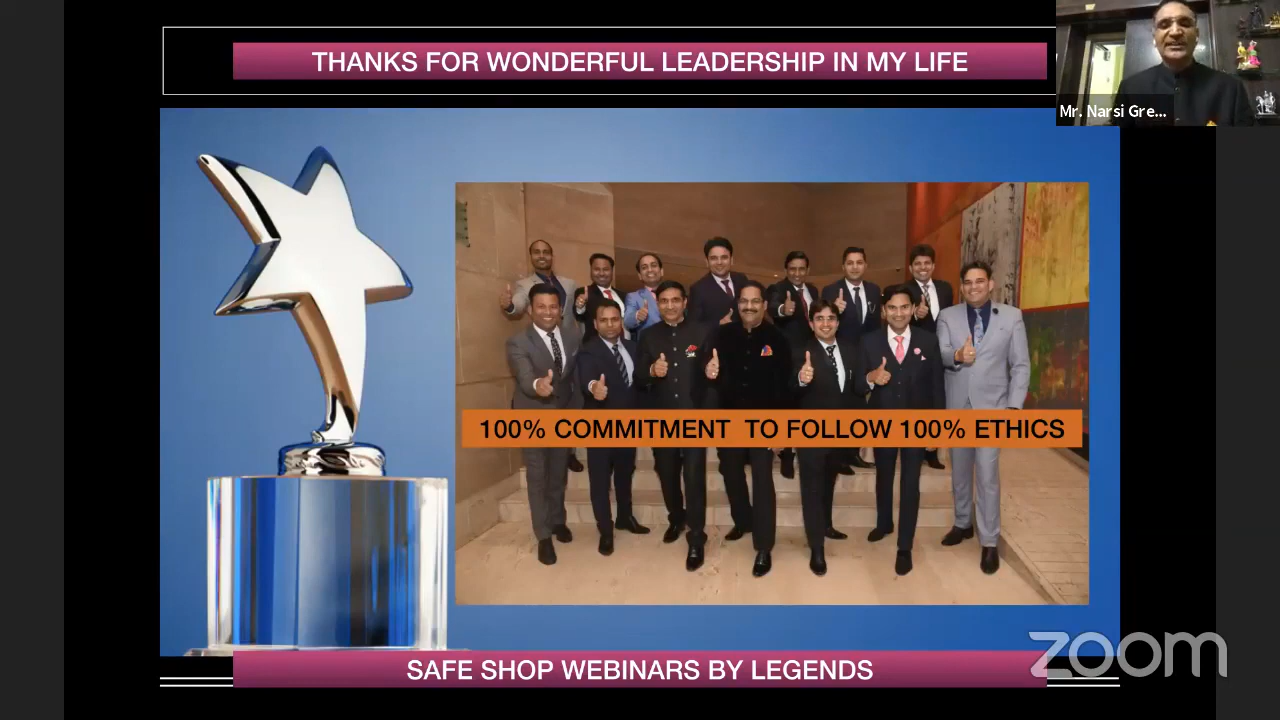 THANKS FOR WONDERFUL LEADERSHIP IN MY LIFE
Mr. Narsi Gre...
100% COMMITMENT TO FOLLOW 100% ETHICS
SAFE SHOP WEBINARS BY LEGENDS
zoom